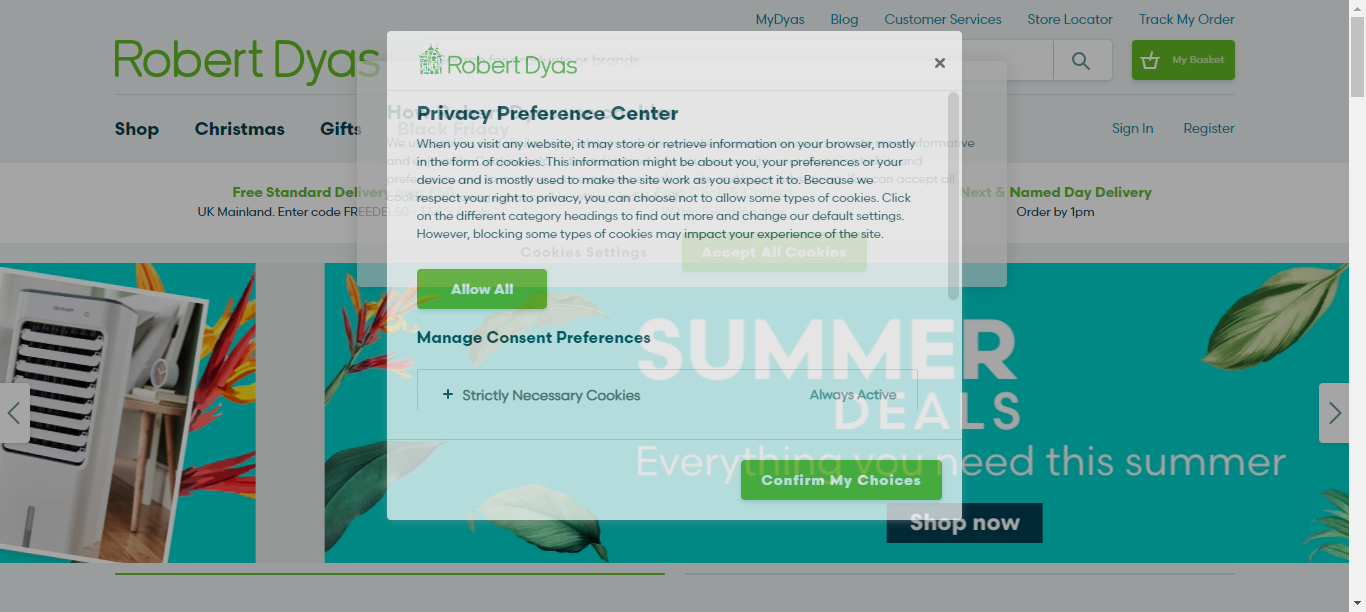 MyDyas Blog Customer Services Store Locator Track My Order
Robert Dyas
My Basket
Shop Christmas Gifts Black Friday
Sign In Register
Free Standard Delivery
UK Mainland. Enter code
Next & Named Day Delivery
Order by 1pm
Robert Dyas
Privacy Preference Center
When you visit any website, it may store or retrieve information on your browser, mostly
in the form of cookies. This information might be about you, your preferences or your
device and is mostly used to make the site work as you expect it to. Because we
respect your right to privacy, you can choose not to allow some types of cookies. Click
on the different category headings to find out more and change our default settings.
However, blocking some types of cookies may impact your experience of the site.
Cookies Settings Accept All Cookies
Allow All
Manage Consent Preferences
Strictly Necessary Cookies Always Active
Confirm My Choices
SUMMER
DEALS
Everything you need this summer
Shop now